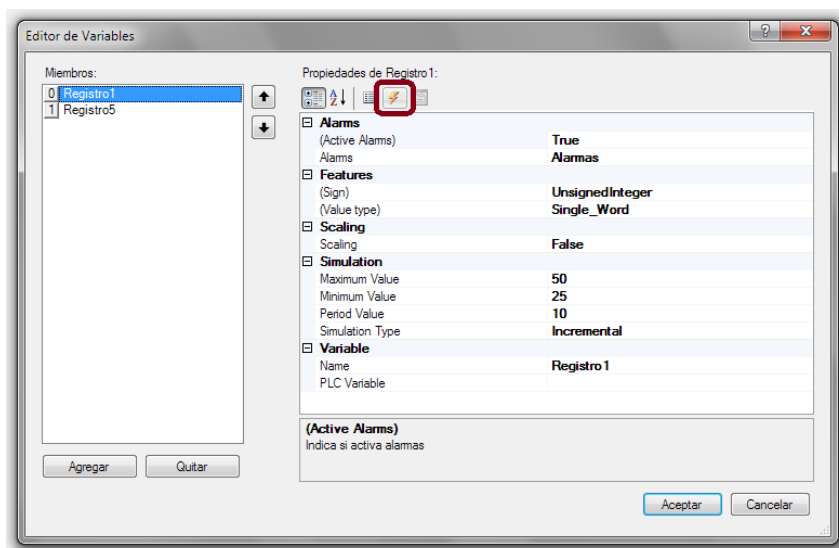 Editor de Variables
Miembros:
0 Registro1
1 Registro5
Agregar
Quitar
Propiedades de Registro1:
Alarms
(Active Alarms) True
Alarms Alarmas
Features
(Sign) UnsignedInteger
(Value type) Single_Word
Scaling
Scaling False
Simulation
Maximum Value 50
Minimum Value 25
Period Value 10
Simulation Type Incremental
Variable
Name Registro1
PLC Variable
(Active Alarms)
Indica si activa alarmas
Aceptar
Cancelar